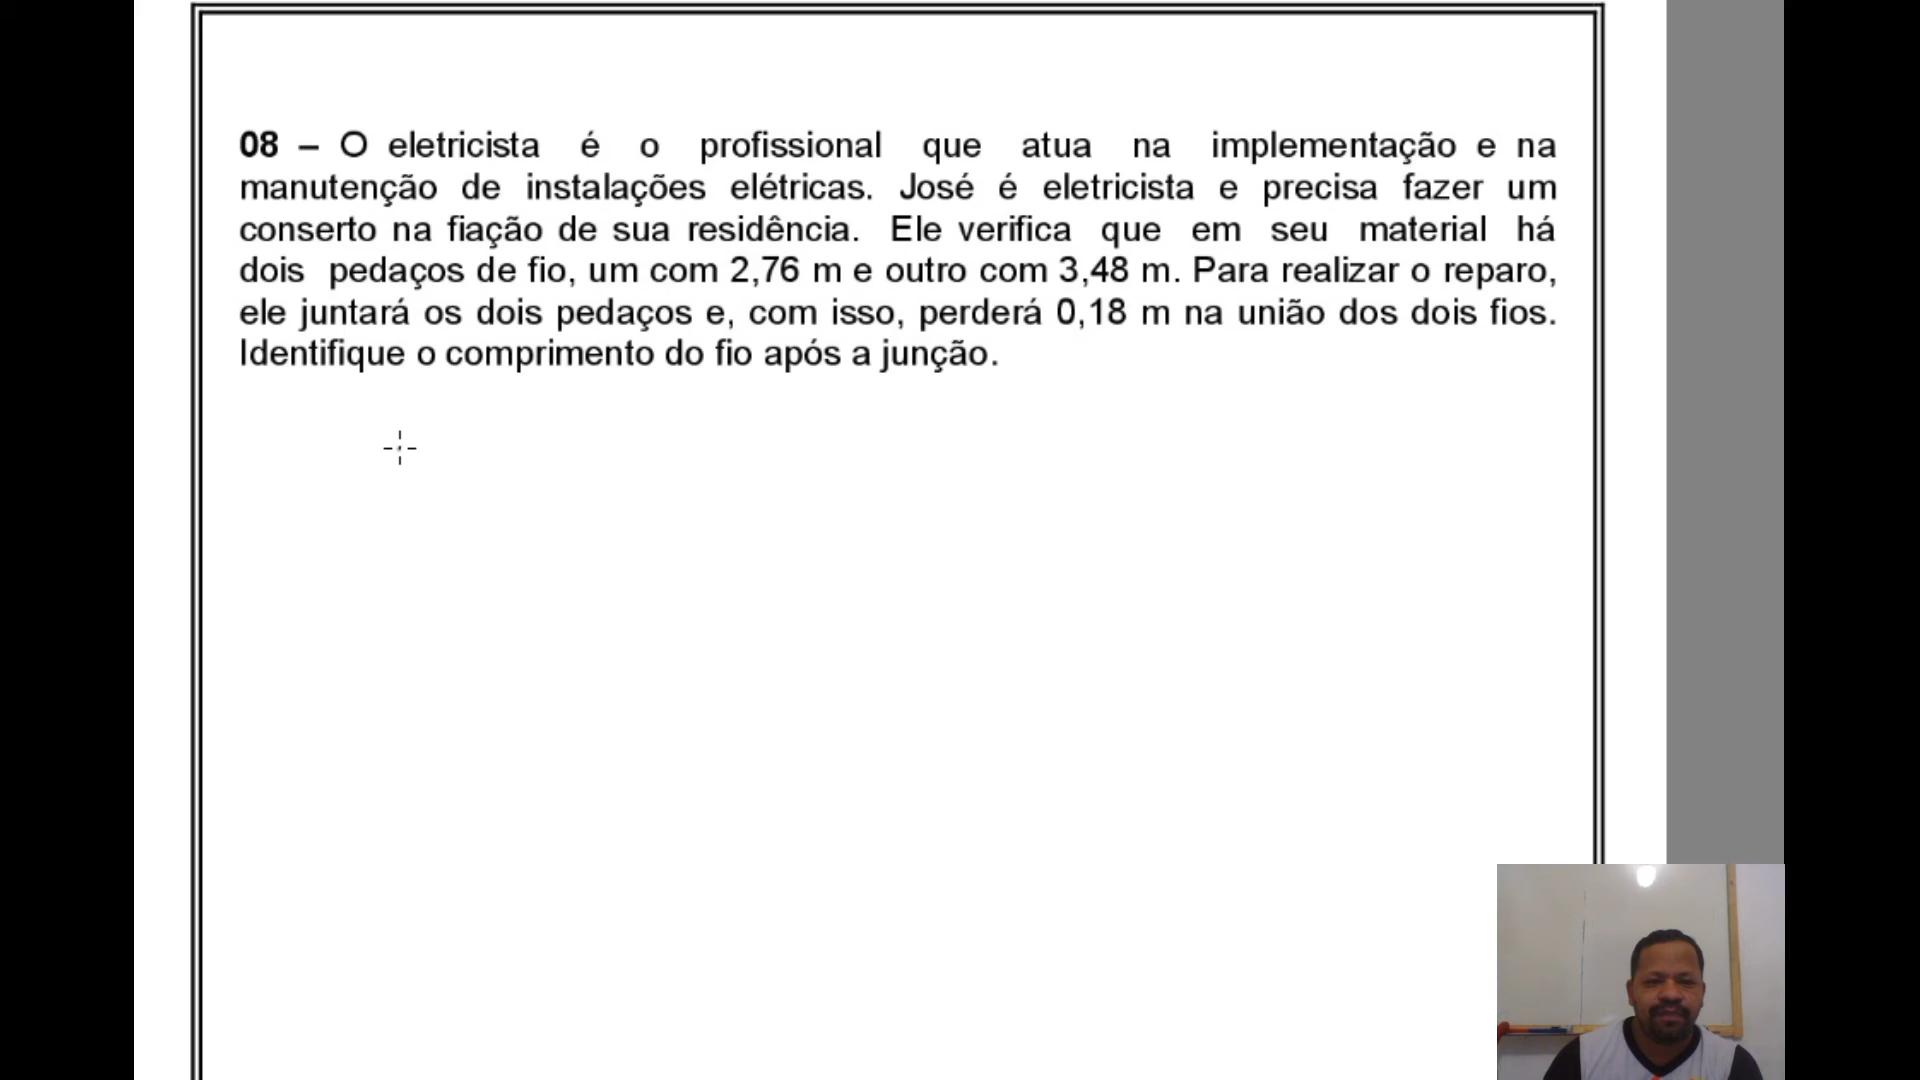 08 – O eletricista é o profissional que atua na implementação e na
manutenção de instalações elétricas. José é eletricista e precisa fazer um
conserto na fiação de sua residência. Ele verifica que em seu material há
dois pedaços de fio, um com 2,76 m e outro com 3,48 m. Para realizar o reparo,
ele juntará os dois pedaços e, com isso, perderá 0,18 m na união dos dois fios.
Identifique o comprimento do fio após a junção.